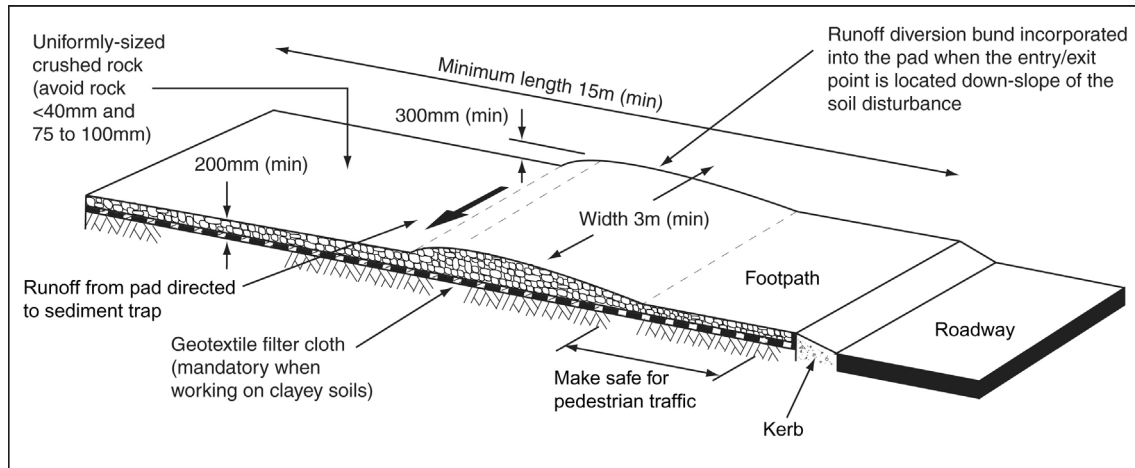 Uniformly-sized
crushed rock
(avoid rock
<40mm and
75 to 100mm)
Minimum length 15m (min)
300mm (min)
Runoff diversion bund incorporated
into the pad when the entry/exit
point is located down-slope of the
soil disturbance
200mm (min)
Width 3m (min)
Footpath
Roadway
Runoff from pad directed
to sediment trap
Geotextile filter cloth
(mandatory when
working on clayey soils)
Make safe for
pedestrian traffic
Kerb